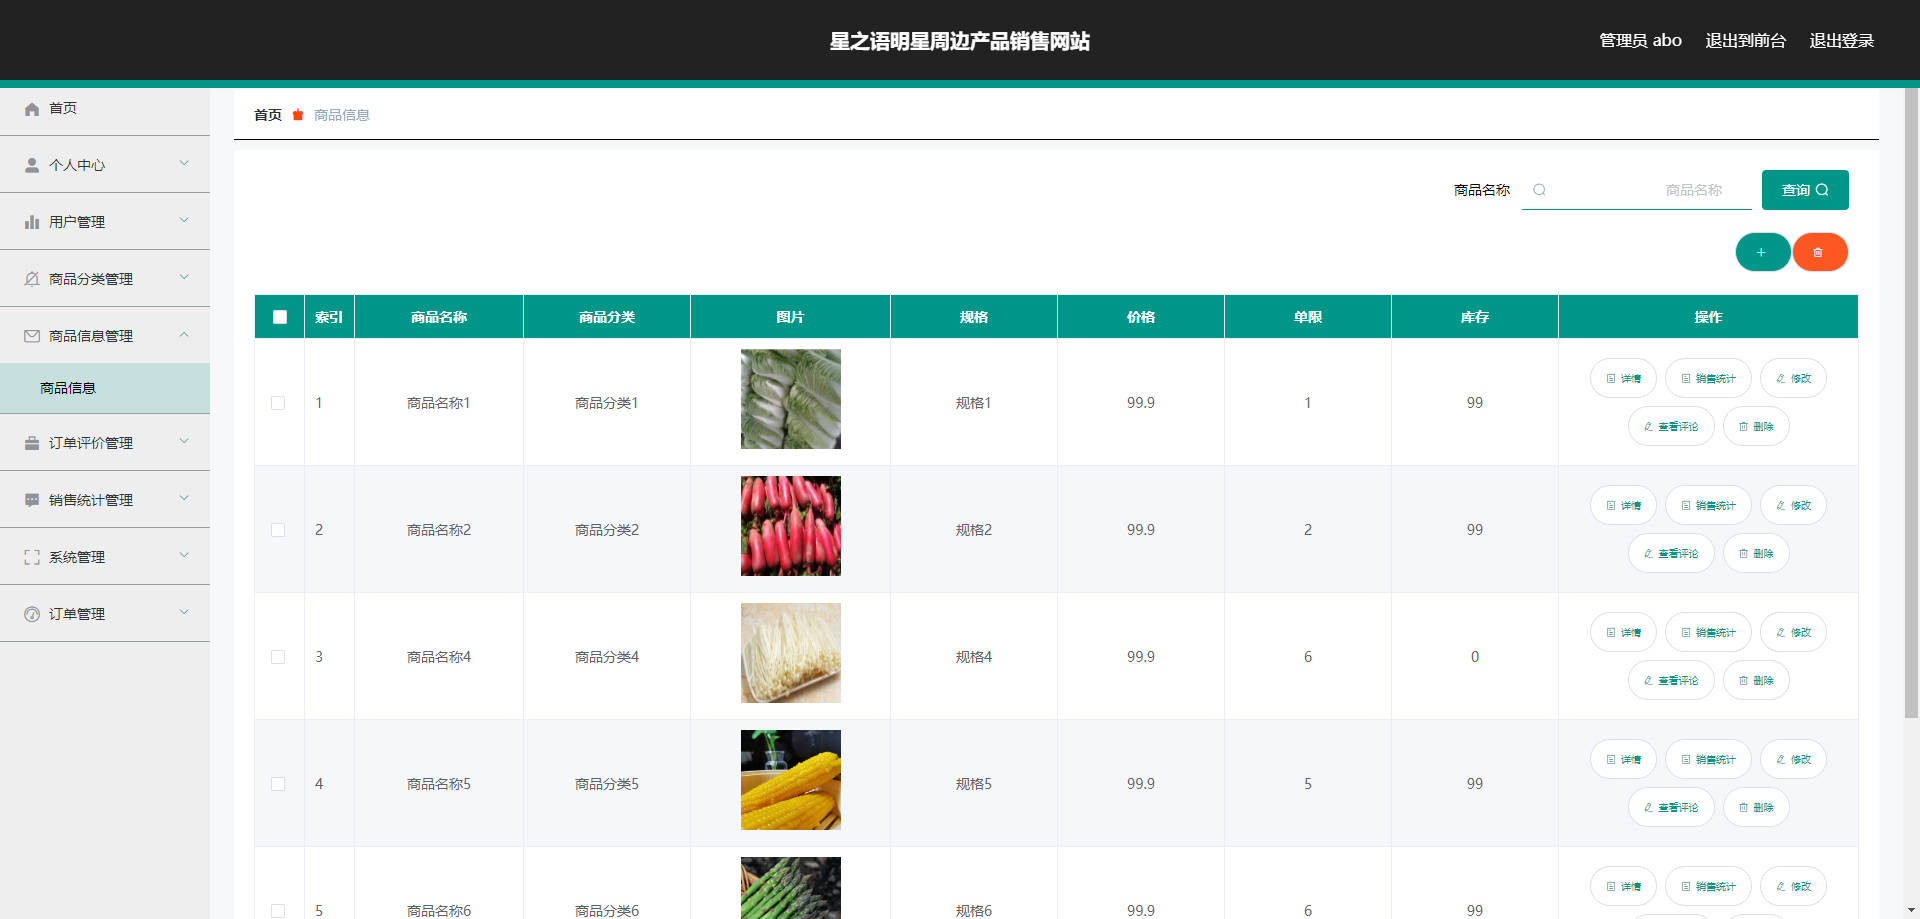 星之语明星周边产品销售网站
管理员 abo 退出到前台 退出登录
首页
个人中心
用户管理
商品分类管理
商品信息管理
商品信息
订单评价管理
销售统计管理
系统管理
订单管理
首页 商品信息
商品名称 商品名称 查询
索引 商品名称 商品分类 图片 规格 价格 单限 库存 操作
1 商品名称1 商品分类1 规格1 99.9 1 99 详情 销售统计 修改
查看评论 删除
2 商品名称2 商品分类2 规格2 99.9 2 99 详情 销售统计 修改
查看评论 删除
3 商品名称4 商品分类4 规格4 99.9 6 0 详情 销售统计 修改
查看评论 删除
4 商品名称5 商品分类5 规格5 99.9 5 99 详情 销售统计 修改
查看评论 删除
5 商品名称6 商品分类6 规格6 99.9 6 99 详情 销售统计 修改